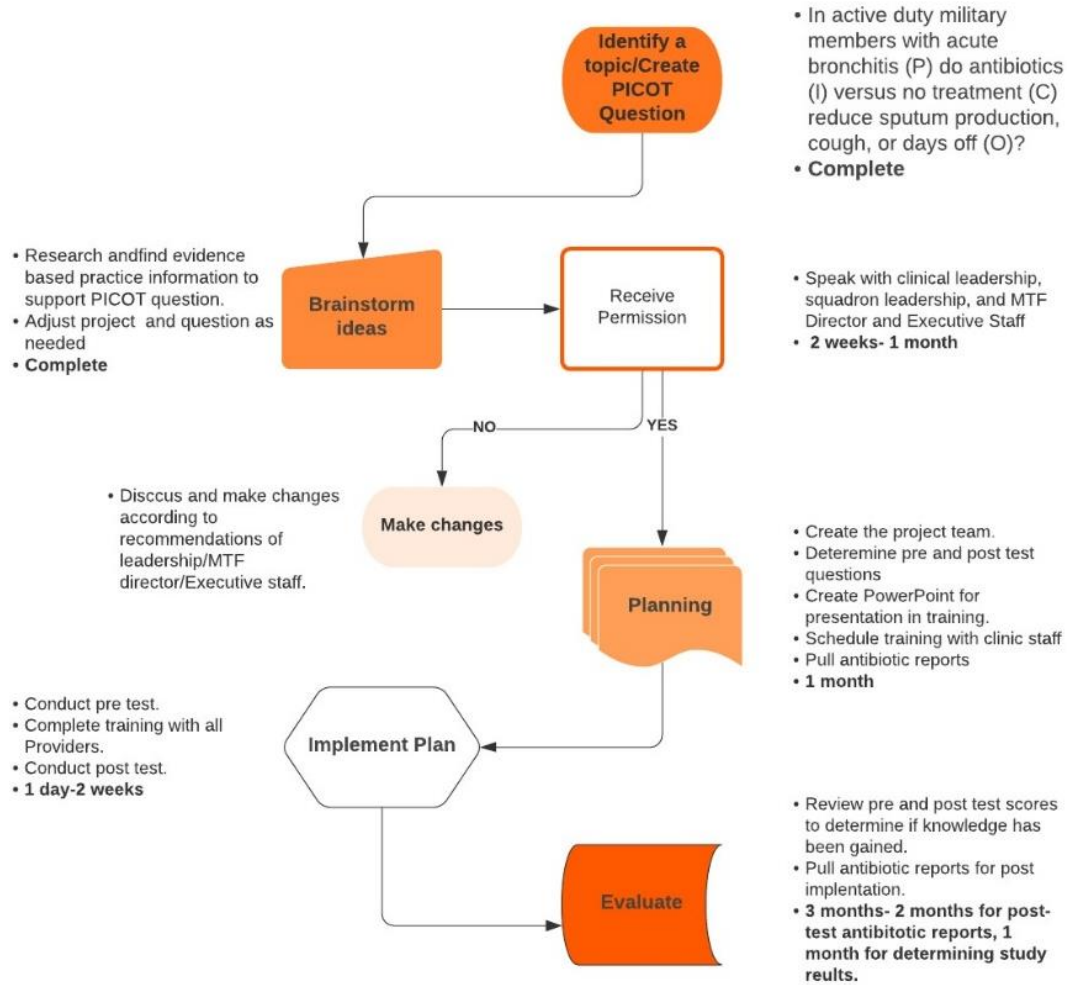 Identify a
topic/Create
PICOT
Question
• In active duty military
members with acute
bronchitis (P) do antibiotics
(I) versus no treatment (C)
reduce sputum production,
cough, or days off (O)?
• Complete
• Research andfind evidence
based practice information to
support PICOT question.
• Adjust project and question as
needed
• Complete
Brainstorm
ideas
Receive
Permission
• Speak with clinical leadership,
squadron leadership, and MTF
Director and Executive Staff
• 2 weeks- 1 month
NO
YES
• Disccus and make changes
according to
recommendations of
leadership/MTF
director/Executive staff.
Make changes
Planning
• Create the project team.
• Deteremine pre and post test
questions
• Create PowerPoint for
presentation in training.
• Schedule training with clinic staff
• Pull antibiotic reports
• 1 month
• Conduct pre test.
• Complete training with all
Providers.
• Conduct post test.
• 1 day-2 weeks
Implement Plan
Evaluate
• Review pre and post test scores
to determine if knowledge has
been gained.
• Pull antibiotic reports for post
implentation.
• 3 months- 2 months for post-
test antibitotic reports, 1
month for determining study
reults.